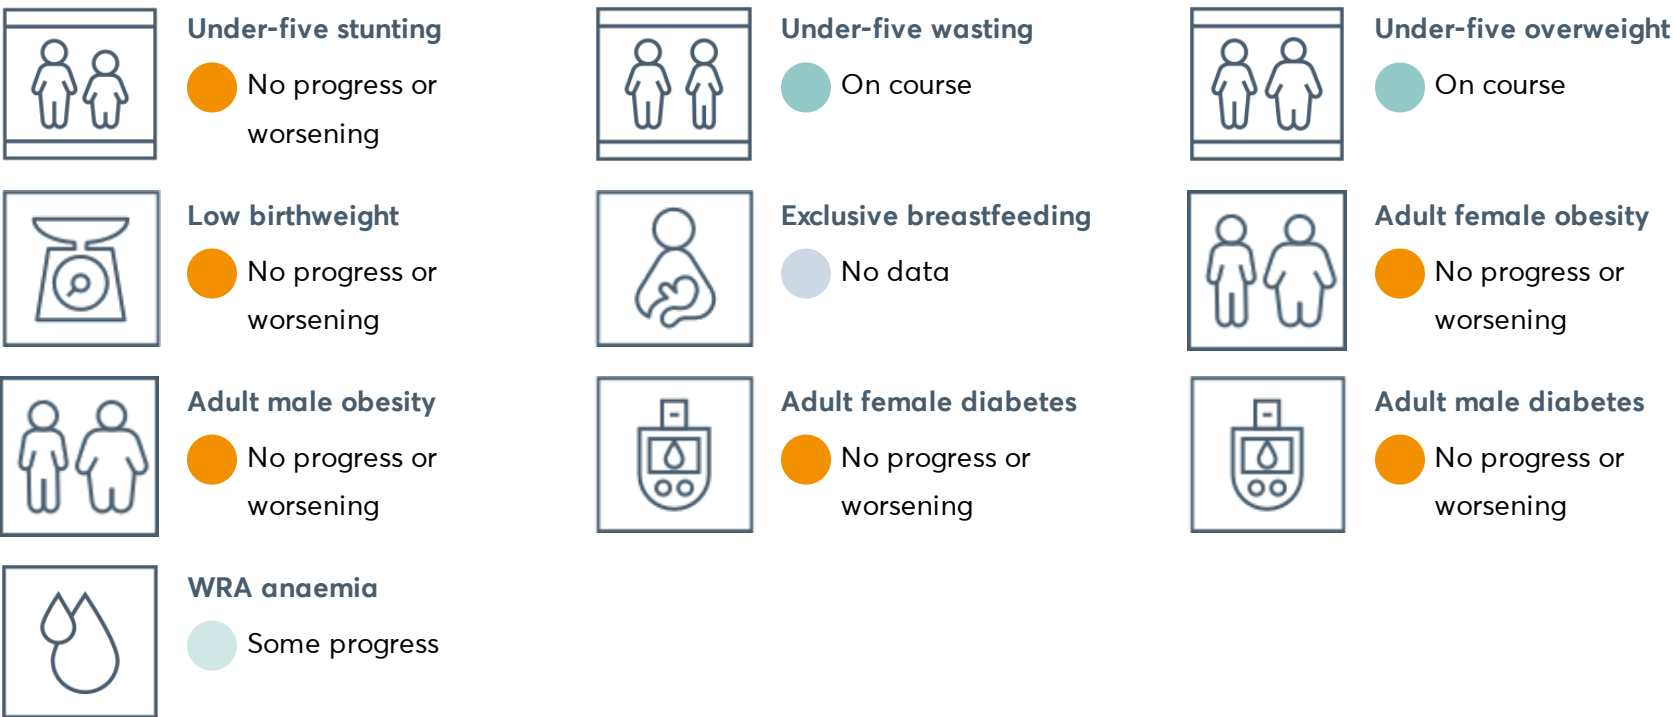 Under-five stunting
No progress or
worsening
Under-five wasting
On course
Under-five overweight
On course
Low birthweight
No progress or
worsening
Exclusive breastfeeding
No data
Adult female obesity
No progress or
worsening
Adult male obesity
No progress or
worsening
Adult female diabetes
No progress or
worsening
Adult male diabetes
No progress or
worsening
WRA anaemia
Some progress